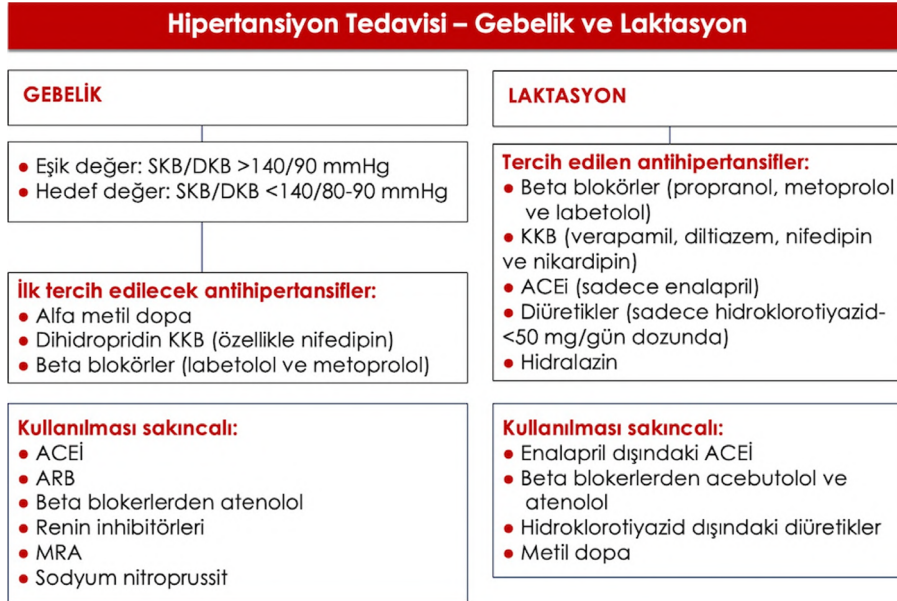 Hipertansiyon Tedavisi – Gebelik ve Laktasyon
GEBELİK
● Eşik değer: SKB/DKB >140/90 mmHg
● Hedef değer: SKB/DKB <140/80-90 mmHg
İlk tercih edilecek antihipertansifler:
● Alfa metil dopa
● Dihidropridin KKB (özellikle nifedipin)
● Beta blokörler (labetolol ve metoprolol)
Kullanılması sakıncalı:
● ACEİ
● ARB
● Beta blokerlerden atenolol
● Renin inhibitörleri
● MRA
● Sodyum nitroprussit
LAKTASYON
Tercih edilen antihipertansifler:
● Beta blokörler (propranol, metoprolol
ve labetolol)
● KKB (verapamil, diltiazem, nifedipin
ve nikardipin)
● ACEi (sadece enalapril)
● Diüretikler (sadece hidroklorotiyazid-
<50 mg/gün dozunda)
● Hidralazin
Kullanılması sakıncalı:
● Enalapril dışındaki ACEİ
● Beta blokerlerden acebutolol ve
atenolol
● Hidroklorotiyazid dışındaki diüretikler
● Metil dopa